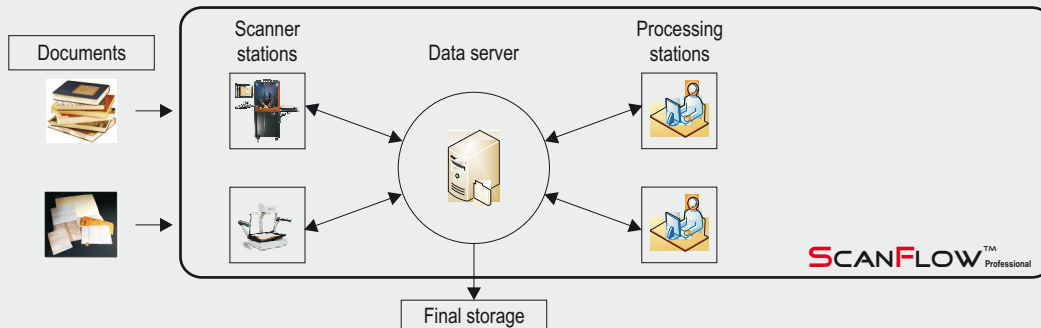 Documents
Scanner
stations
Data server
Processing
stations
SCANFLOW™
Professional
Final storage